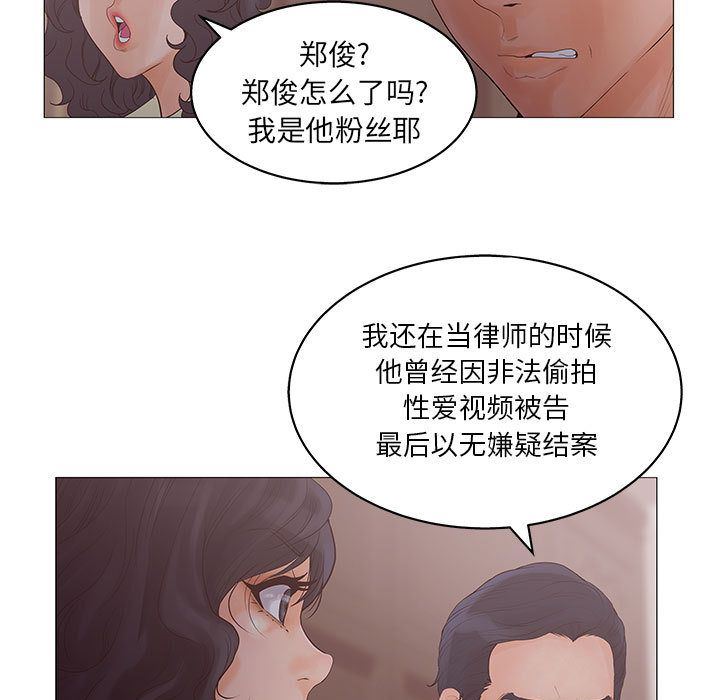 郑俊?
郑俊怎么了吗?
我是他粉丝耶
我还在当律师的时候
他曾经因非法偷拍
性爱视频被告
最后以无嫌疑结案